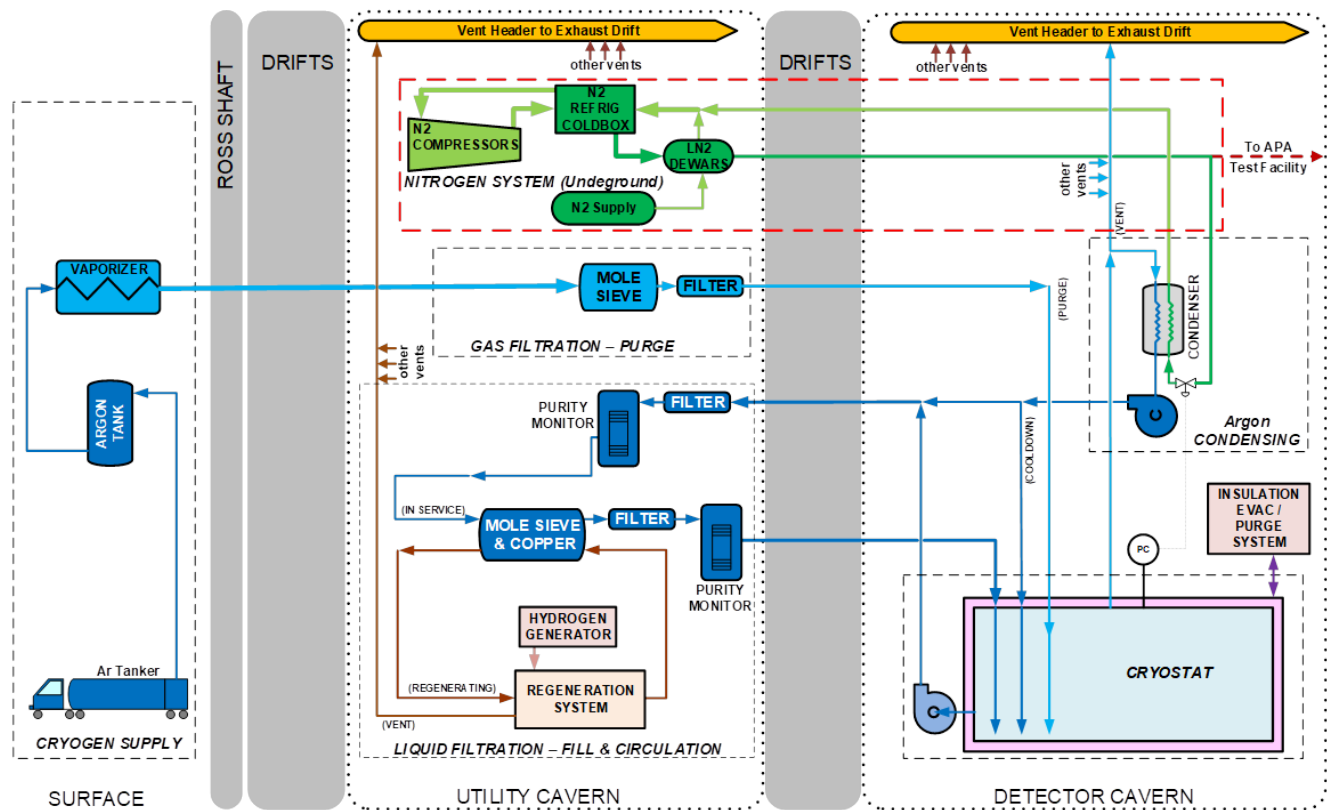 Vent Header to Exhaust Drift
Vent Header to Exhaust Drift
ROSS SHAFT
DRIFTS
DRIFTS
other vents
other vents
N2
REFRIG
COLDBOX
N2
COMPRESSORS
LN2
DEWARS
NITROGEN SYSTEM (Undeground)
N2 Supply
To APA
Test Facility
other
vents
(VENT)
VAPORIZER
MOLE
SIEVE
FILTER
(PURGE)
CONDENSER
GAS FILTRATION – PURGE
other
vents
ARGON
TANK
PURITY
MONITOR
FILTER
C
Argon
CONDENSING
(COOLDOWN)
(IN SERVICE)
MOLE SIEVE
& COPPER
FILTER
PURITY
MONITOR
INSULATION
EVAC /
PURGE
SYSTEM
PC
HYDROGEN
GENERATOR
Ar Tanker
(REGENERATING)
REGENERATION
SYSTEM
(VENT)
CRYOSTAT
C
CRYOGEN SUPPLY
LIQUID FILTRATION – FILL & CIRCULATION
SURFACE
UTILITY CAVERN
DETECTOR CAVERN